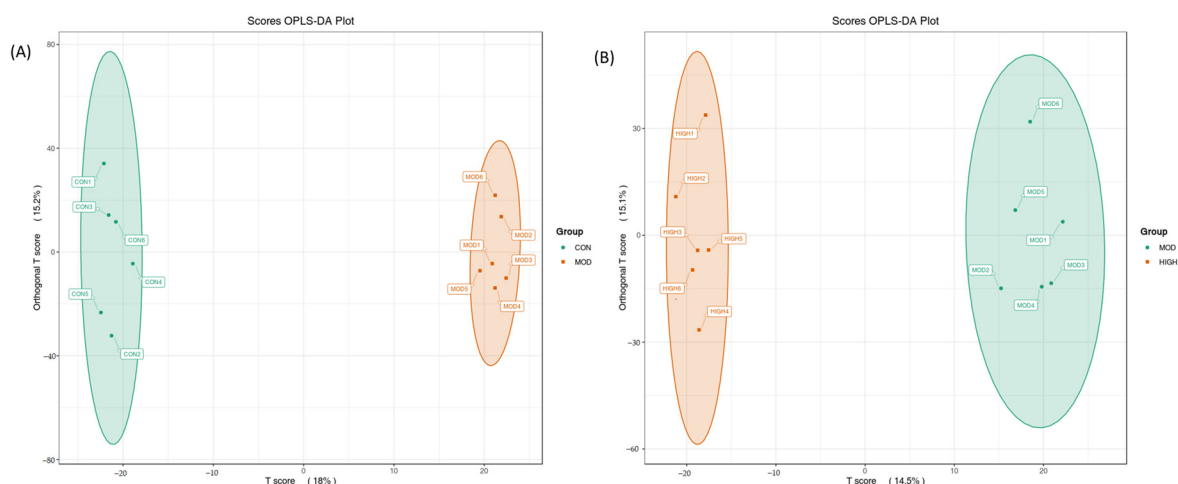 (A)
Scores OPLS-DA Plot
Orthogonal T score ( 15.2%)
80
40
0
−40
−80
CON1
CON3
CON6
CON4
CON5
CON2
MOD6
MOD2
MOD1
MOD3
MOD5
MOD4
−20
−10
0
10
20
T score ( 18%)
Group
CON
MOD
(B)
Scores OPLS-DA Plot
Orthogonal T score ( 15.1%)
30
0
−30
−60
HIGH1
HIGH2
HIGH3
HIGH5
HIGH6
HIGH4
MOD6
MOD5
MOD1
MOD2
MOD3
MOD4
−20
−10
0
10
20
T score ( 14.5%)
Group
MOD
HIGH